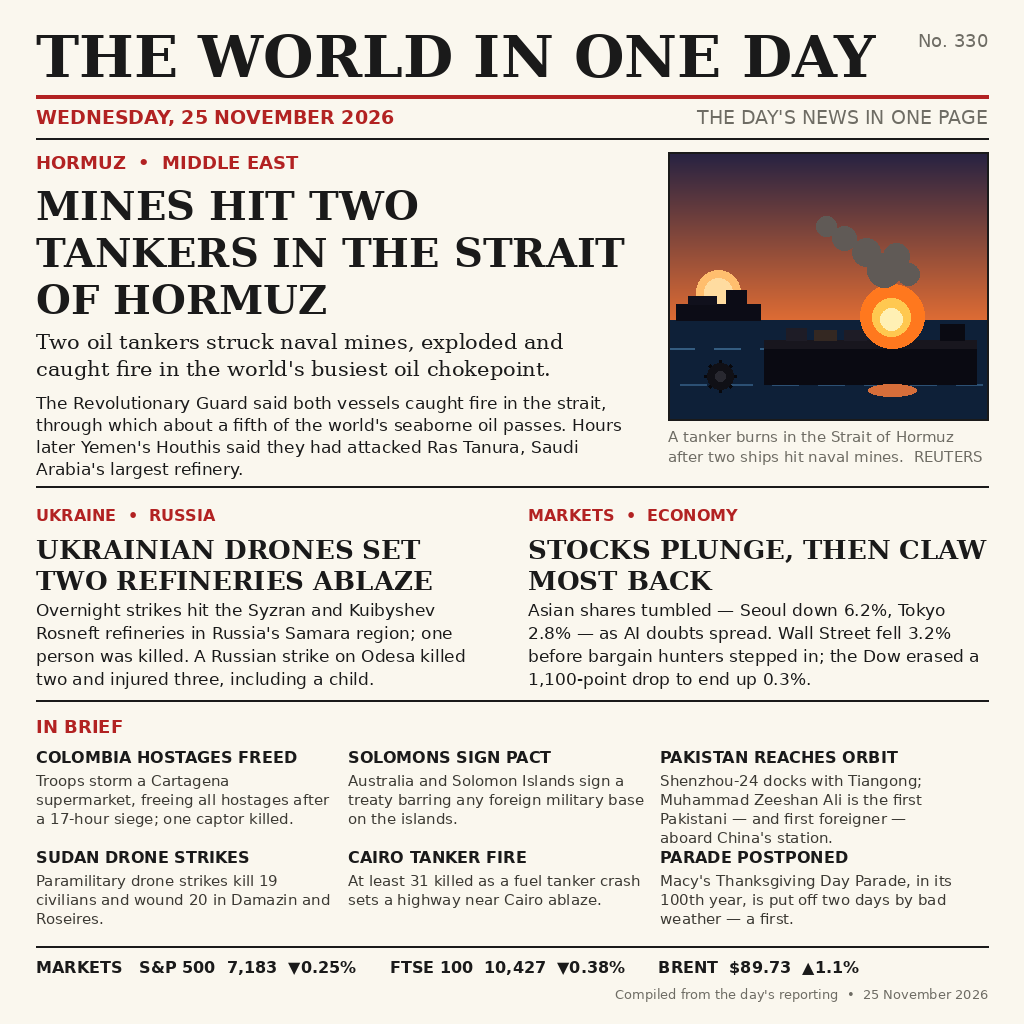 THE WORLD IN ONE DAY
No. 330
WEDNESDAY, 25 NOVEMBER 2026
THE DAY'S NEWS IN ONE PAGE
HORMUZ • MIDDLE EAST
MINES HIT TWO
TANKERS IN THE STRAIT
OF HORMUZ
Two oil tankers struck naval mines, exploded and
caught fire in the world's busiest oil chokepoint.
The Revolutionary Guard said both vessels caught fire in the strait,
through which about a fifth of the world's seaborne oil passes. Hours
later Yemen's Houthis said they had attacked Ras Tanura, Saudi
Arabia's largest refinery.
A tanker burns in the Strait of Hormuz
after two ships hit naval mines. REUTERS
UKRAINE • RUSSIA
UKRAINIAN DRONES SET
TWO REFINERIES ABLAZE
Overnight strikes hit the Syzran and Kuibyshev
Rosneft refineries in Russia's Samara region; one
person was killed. A Russian strike on Odesa killed
two and injured three, including a child.
MARKETS • ECONOMY
STOCKS PLUNGE, THEN CLAW
MOST BACK
Asian shares tumbled — Seoul down 6.2%, Tokyo
2.8% — as AI doubts spread. Wall Street fell 3.2%
before bargain hunters stepped in; the Dow erased a
1,100-point drop to end up 0.3%.
IN BRIEF
COLOMBIA HOSTAGES FREED
Troops storm a Cartagena
supermarket, freeing all hostages after
a 17-hour siege; one captor killed.
SOLOMONS SIGN PACT
Australia and Solomon Islands sign a
treaty barring any foreign military base
on the islands.
PAKISTAN REACHES ORBIT
Shenzhou-24 docks with Tiangong;
Muhammad Zeeshan Ali is the first
Pakistani — and first foreigner —
aboard China's station.
SUDAN DRONE STRIKES
Paramilitary drone strikes kill 19
civilians and wound 20 in Damazin and
Roseires.
CAIRO TANKER FIRE
At least 31 killed as a fuel tanker crash
sets a highway near Cairo ablaze.
PARADE POSTPONED
Macy's Thanksgiving Day Parade, in its
100th year, is put off two days by bad
weather — a first.
MARKETS S&P 500 7,183 ▼0.25% FTSE 100 10,427 ▼0.38% BRENT $89.73 ▲1.1%
Compiled from the day's reporting • 25 November 2026